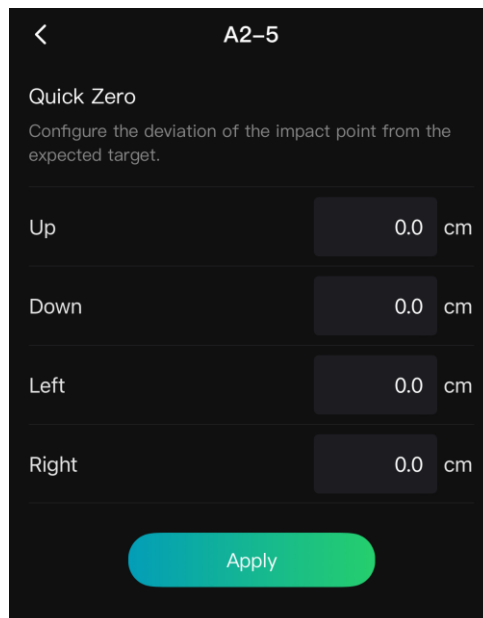 A2-5
Quick Zero
Configure the deviation of the impact point from the
expected target.
Up 0.0 cm
Down 0.0 cm
Left 0.0 cm
Right 0.0 cm
Apply